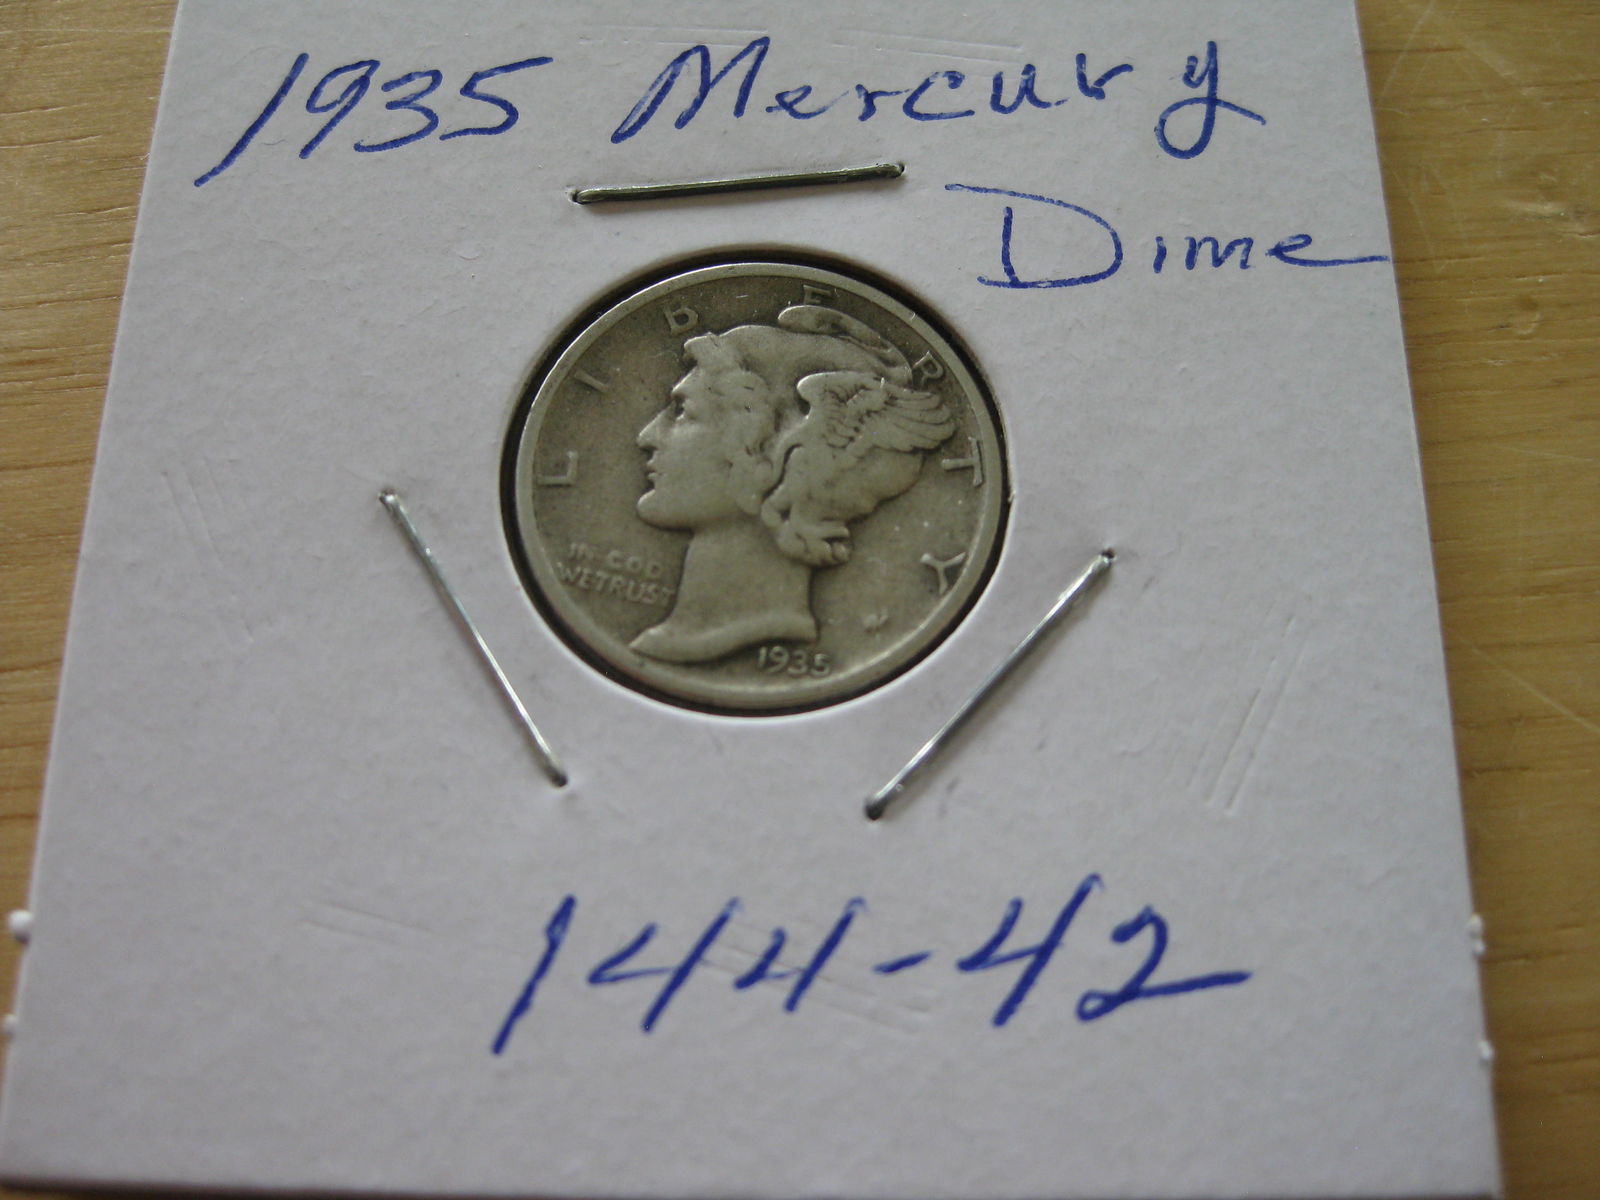 1935 Mercury
Dime
LIBERTY
IN GOD
WE TRUST
1935
144-42